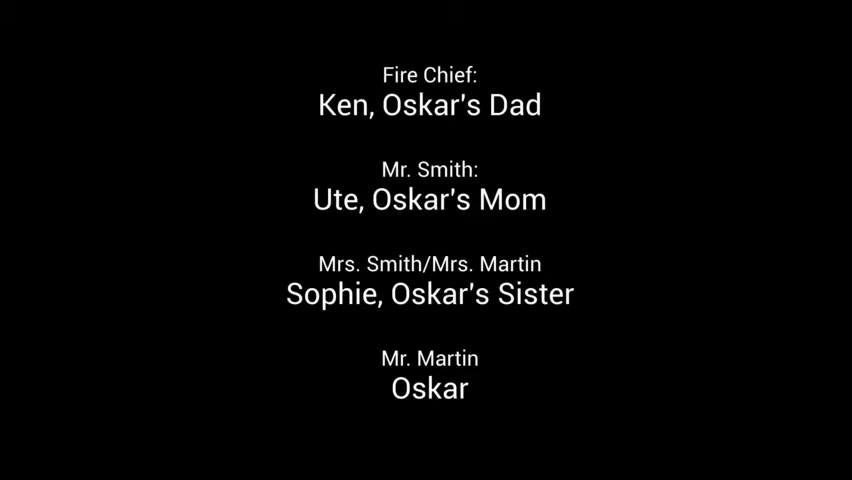 Fire Chief:
Ken, Oskar's Dad
Mr. Smith:
Ute, Oskar's Mom
Mrs. Smith/Mrs. Martin
Sophie, Oskar's Sister
Mr. Martin
Oskar